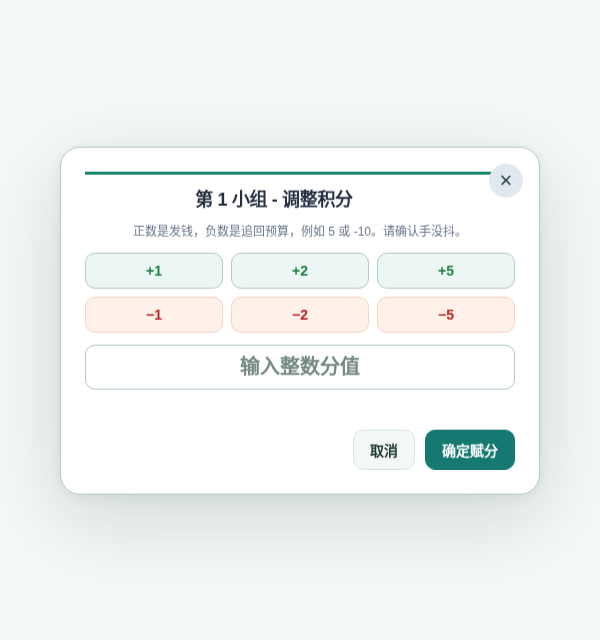 ×
第 1 小组 - 调整积分
正数是发钱，负数是追回预算，例如 5 或 -10。请确认手没抖。
+1 +2 +5
−1 −2 −5
输入整数分值
取消 确定赋分